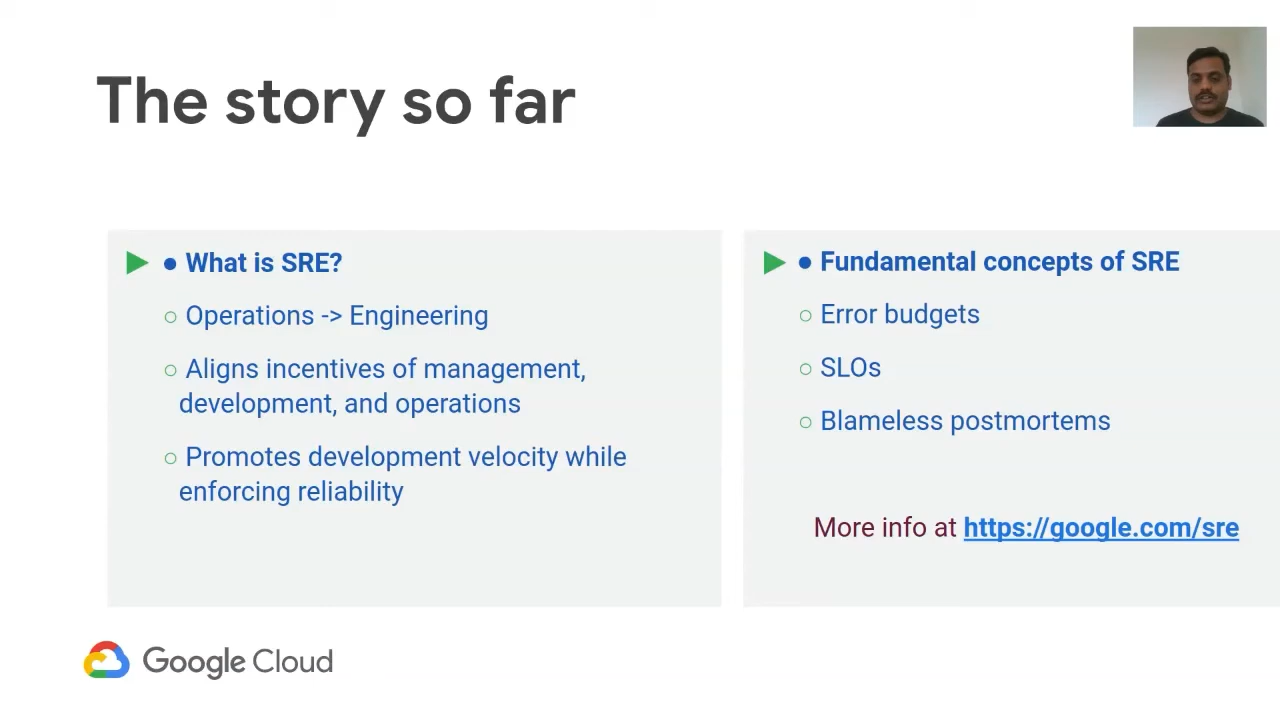 The story so far
● What is SRE?
○ Operations -> Engineering
○ Aligns incentives of management,
development, and operations
○ Promotes development velocity while
enforcing reliability
● Fundamental concepts of SRE
○ Error budgets
○ SLOs
○ Blameless postmortems
More info at https://google.com/sre
Google Cloud